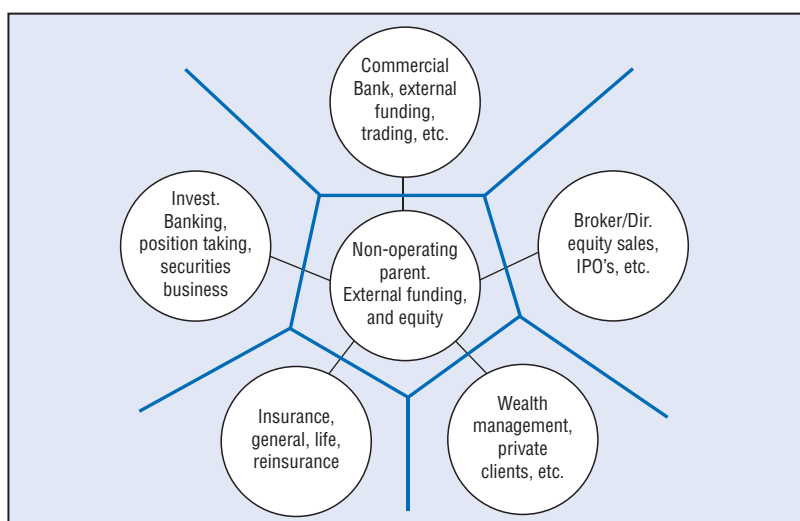 Commercial
Bank, external
funding,
trading, etc.
Invest.
Banking,
position taking,
securities
business
Non-operating
parent.
External funding,
and equity
Broker/Dir.
equity sales,
IPO's, etc.
Insurance,
general, life,
reinsurance
Wealth
management,
private
clients, etc.